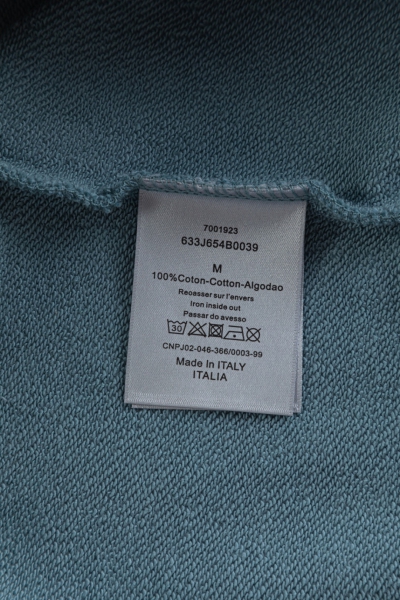 7001923
633J654B0039
M
100%Coton-Cotton-Algodao
Reoasser sur l'envers
Iron inside out
Passar do avesso
30
CNPJ02-046-366/0003-99
Made in ITALY
ITALIA